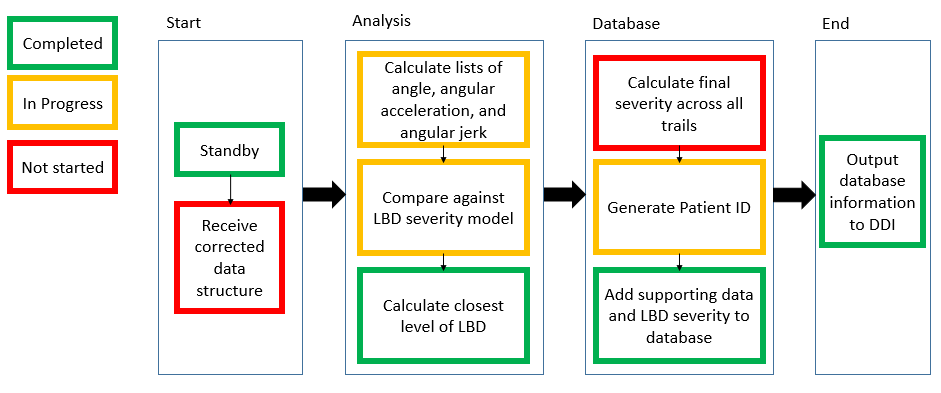 Completed
In Progress
Not started
Start
Standby
Receive
corrected
data
structure
Analysis
Calculate lists of
angle, angular
acceleration, and
angular jerk
Compare against
LBD severity model
Calculate closest
level of LBD
Database
Calculate final
severity across all
trails
Generate Patient ID
Add supporting data
and LBD severity to
database
End
Output
database
information
to DDI